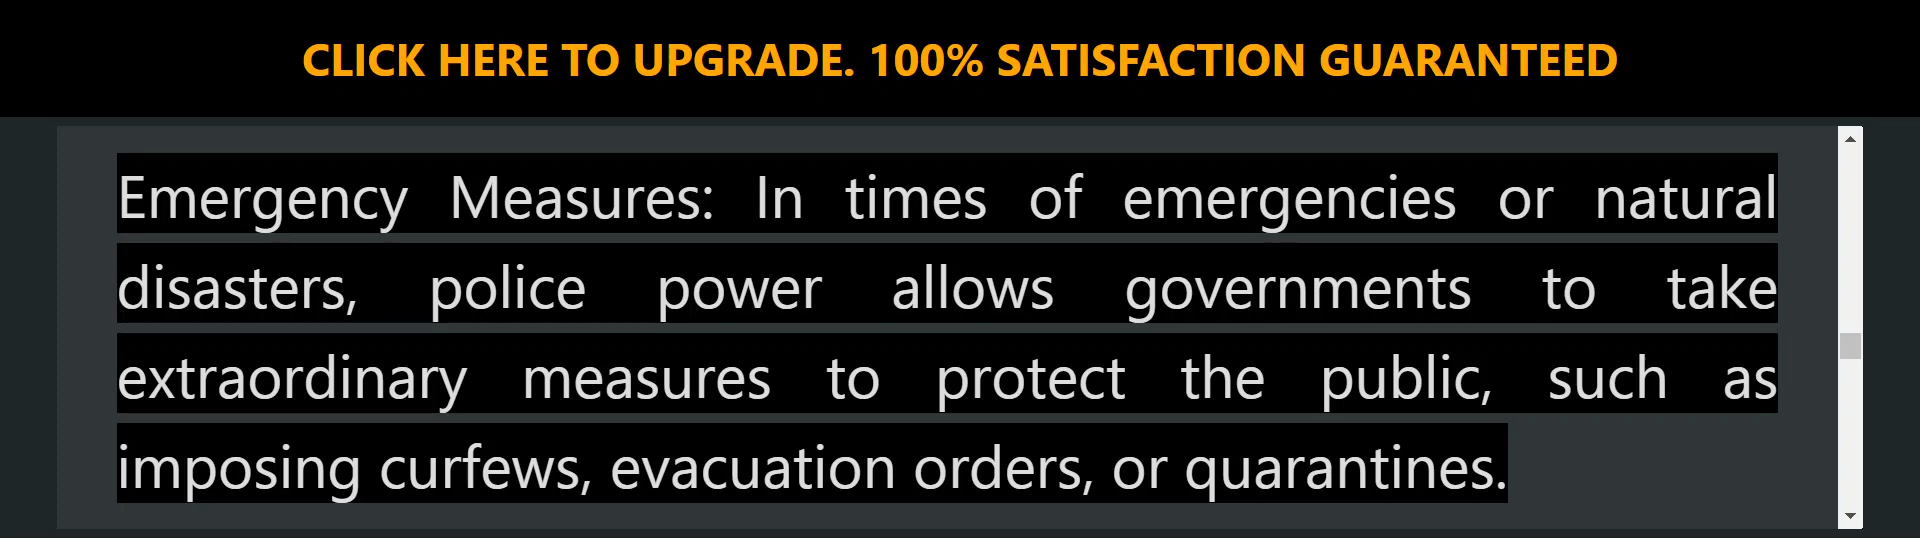 CLICK HERE TO UPGRADE. 100% SATISFACTION GUARANTEED
Emergency Measures: In times of emergencies or natural
disasters, police power allows governments to take
extraordinary measures to protect the public, such as
imposing curfews, evacuation orders, or quarantines.